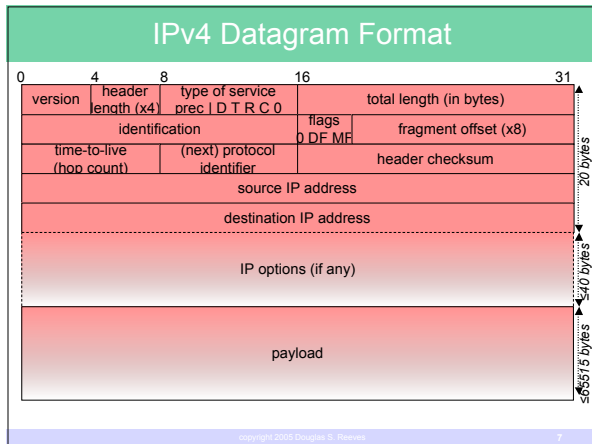 IPv4 Datagram Format
0 4 8 16 31
version
header
length (x4)
type of service
prec | D T R C 0
total length (in bytes)
identification
flags
0 DF MF
fragment offset (x8)
time-to-live
(hop count)
(next) protocol
identifier
header checksum
source IP address
destination IP address
20 bytes
IP options (if any)
≤40 bytes
payload
≤65515 bytes
copyright 2005 Douglas S. Reeves
7